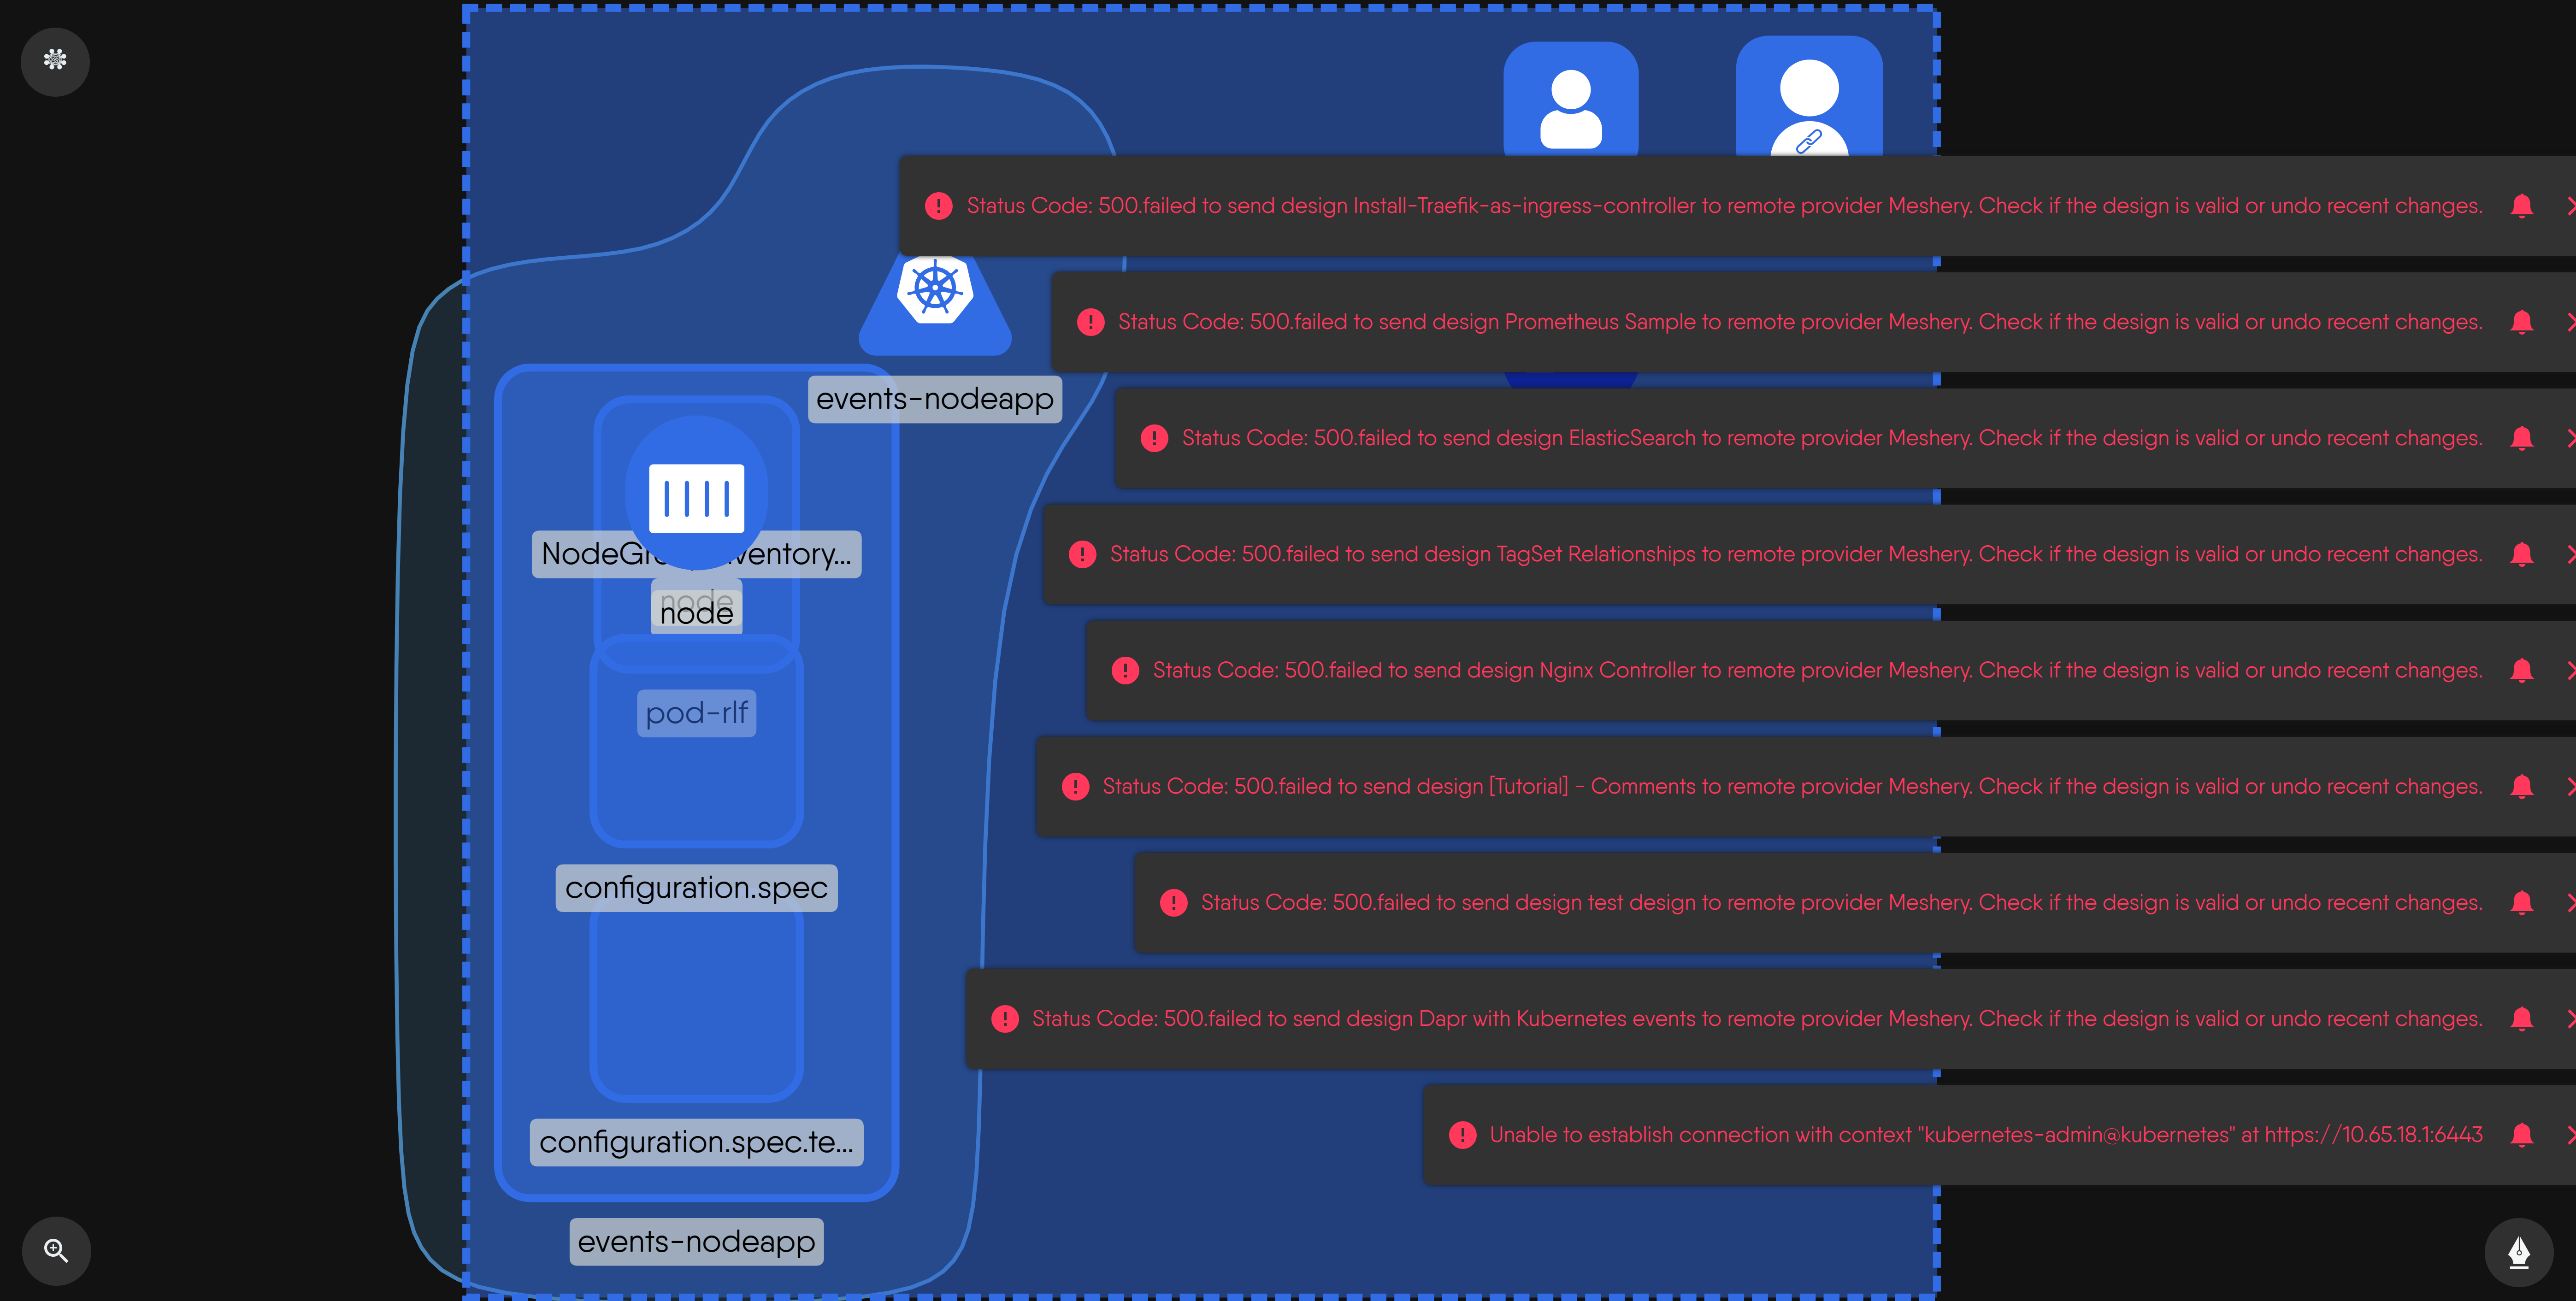 Status Code: 500.failed to send design Install-Traefik-as-ingress-controller to remote provider Meshery. Check if the design is valid or undo recent changes.
Status Code: 500.failed to send design Prometheus Sample to remote provider Meshery. Check if the design is valid or undo recent changes.
events-nodeapp
Status Code: 500.failed to send design ElasticSearch to remote provider Meshery. Check if the design is valid or undo recent changes.
Status Code: 500.failed to send design TagSet Relationships to remote provider Meshery. Check if the design is valid or undo recent changes.
node
node
Status Code: 500.failed to send design Nginx Controller to remote provider Meshery. Check if the design is valid or undo recent changes.
pod-rlf
Status Code: 500.failed to send design [Tutorial] - Comments to remote provider Meshery. Check if the design is valid or undo recent changes.
configuration.spec
Status Code: 500.failed to send design test design to remote provider Meshery. Check if the design is valid or undo recent changes.
Status Code: 500.failed to send design Dapr with Kubernetes events to remote provider Meshery. Check if the design is valid or undo recent changes.
configuration.spec.te...
Unable to establish connection with context "kubernetes-admin@kubernetes" at https://10.65.18.1:6443
events-nodeapp